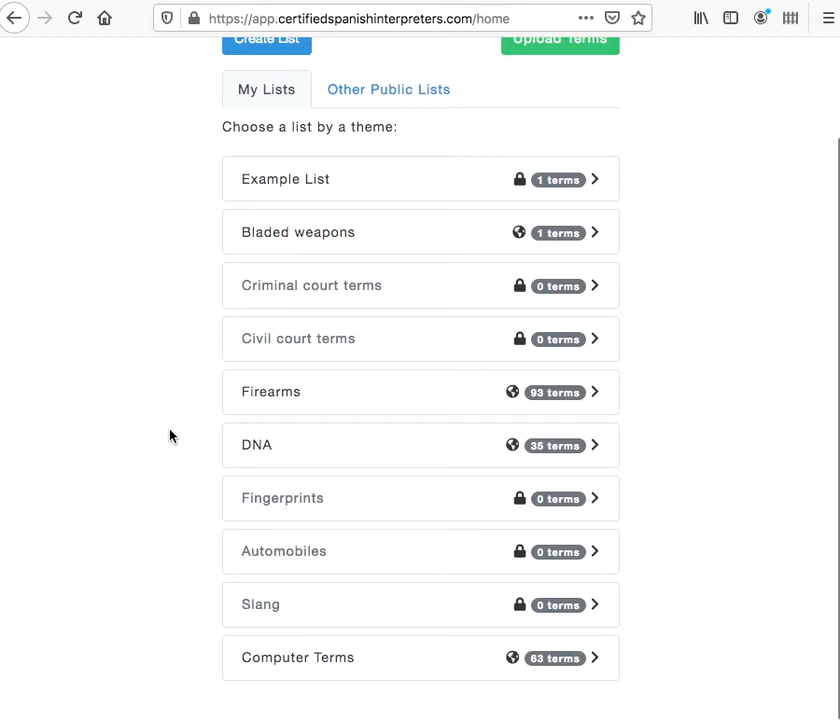 https://app.certifiedspanishinterpreters.com/home
Create List
Upload Terms
My Lists
Other Public Lists
Choose a list by a theme:
Example List 1 terms
Bladed weapons 1 terms
Criminal court terms 0 terms
Civil court terms 0 terms
Firearms 93 terms
DNA 35 terms
Fingerprints 0 terms
Automobiles 0 terms
Slang 0 terms
Computer Terms 63 terms